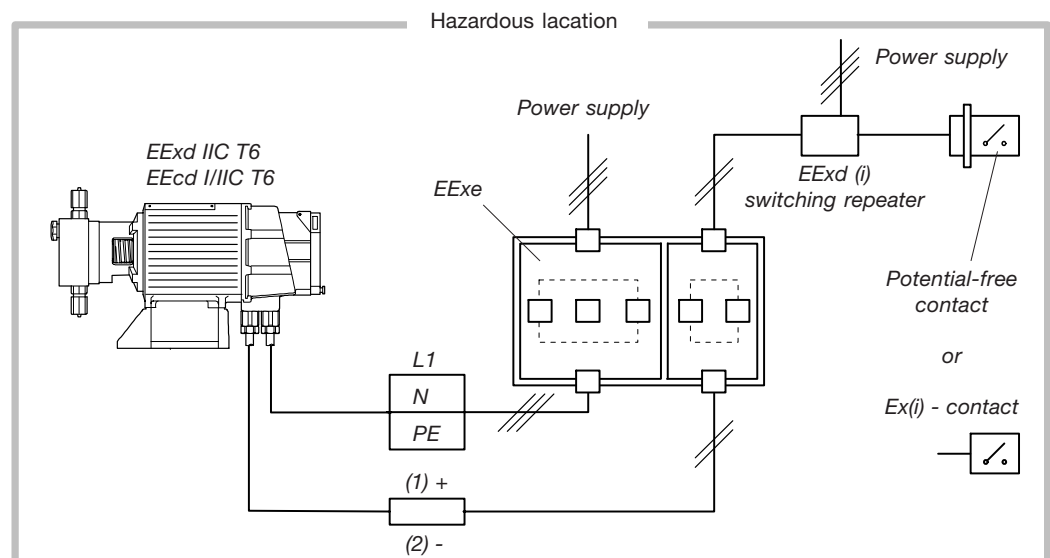 Hazardous lacation
Power supply
Power supply
EExd IIC T6
EEcd I/IIC T6
EExe
EExd (i)
switching repeater
Potential-free
contact
or
Ex(i) - contact
L1
N
PE
(1) +
(2) -